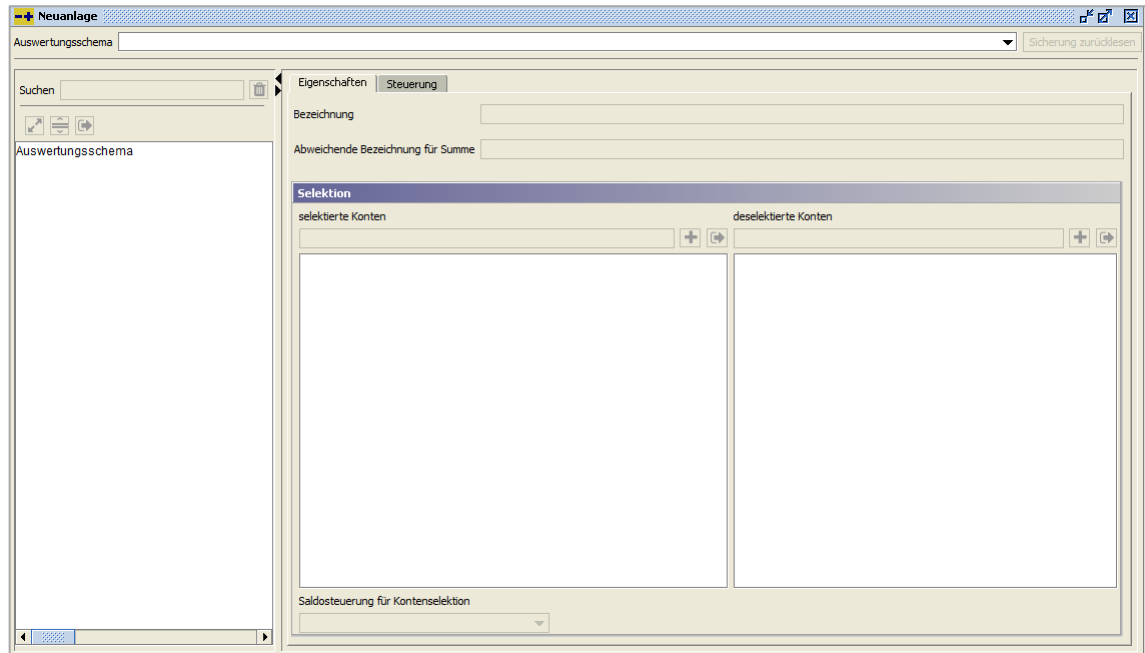 Neuanlage
Auswertungsschema
Sicherung zurücklesen
Suchen
Auswertungsschema
Eigenschaften
Steuerung
Bezeichnung
Abweichende Bezeichnung für Summe
Selektion
selektierte Konten
deselektierte Konten
Saldosteuerung für Kontenselektion